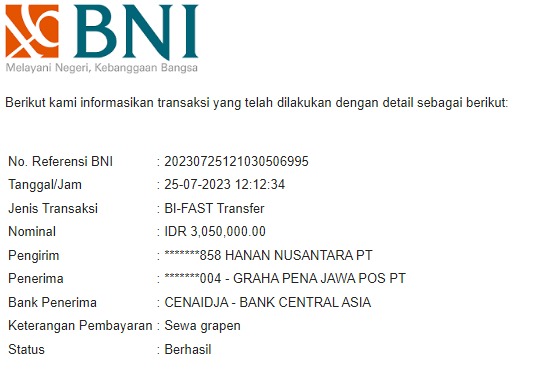 BNI
Melayani Negeri, Kebanggaan Bangsa
Berikut kami informasikan transaksi yang telah dilakukan dengan detail sebagai berikut:
No. Referensi BNI : 20230725121030506995
Tanggal/Jam : 25-07-2023 12:12:34
Jenis Transaksi : BI-FAST Transfer
Nominal : IDR 3,050,000.00
Pengirim : *******858 HANAN NUSANTARA PT
Penerima : *******004 - GRAHA PENA JAWA POS PT
Bank Penerima : CENAIDJA - BANK CENTRAL ASIA
Keterangan Pembayaran : Sewa grapen
Status : Berhasil